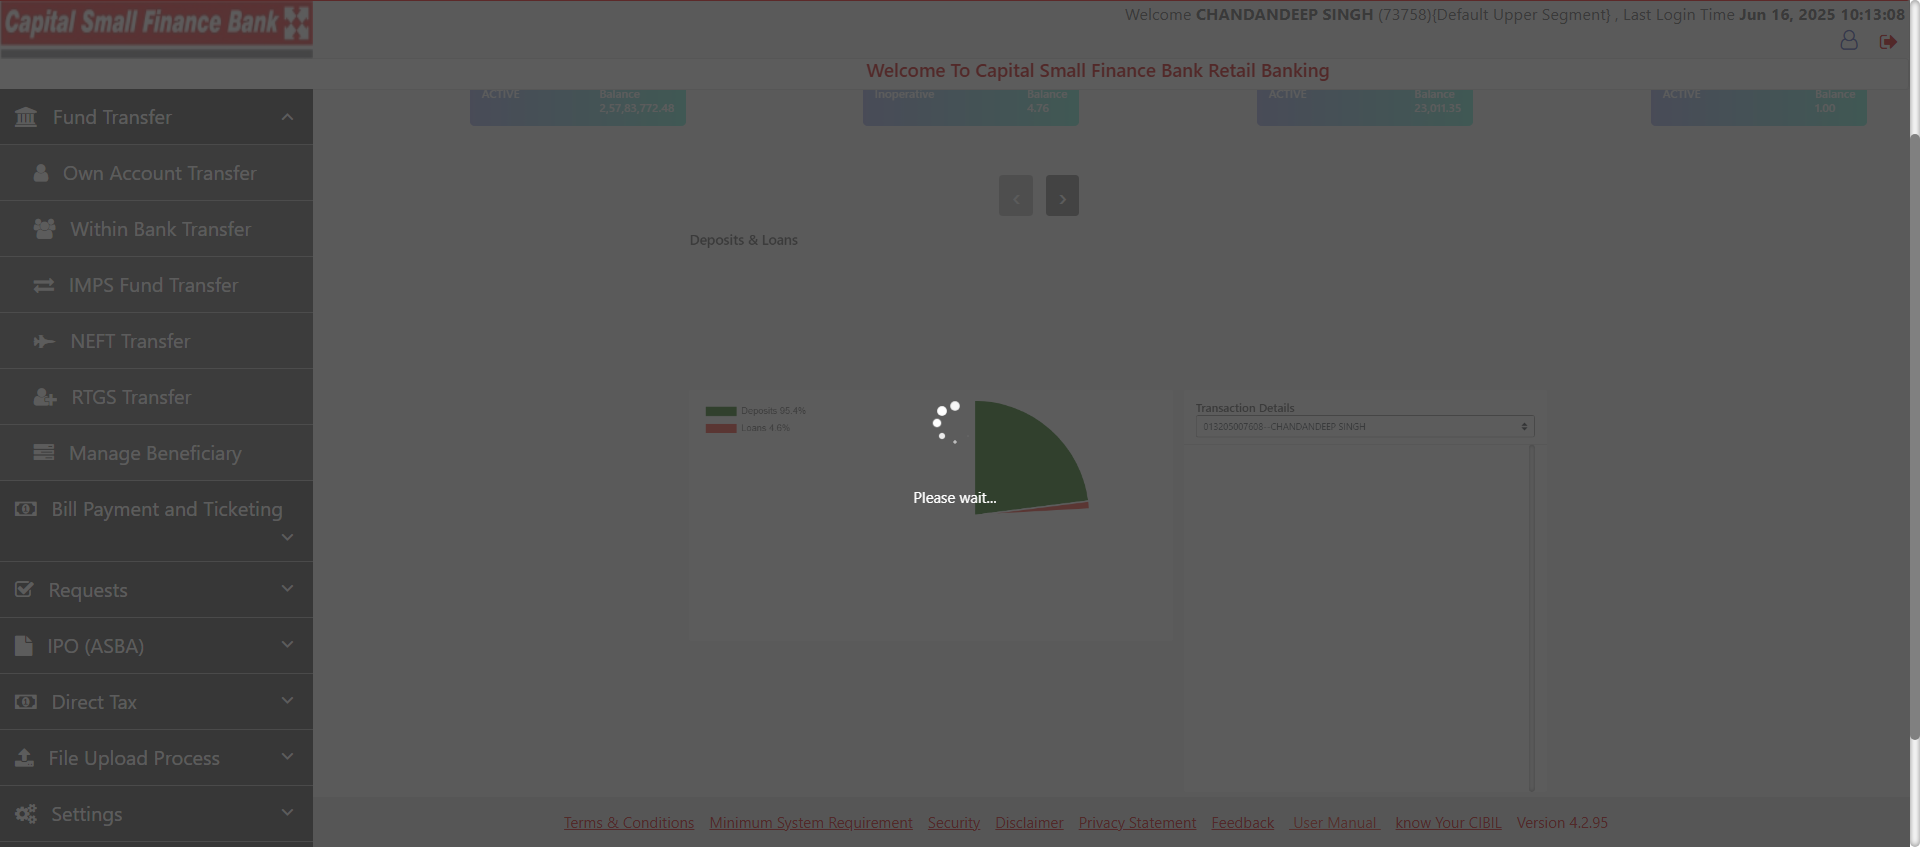 Capital Small Finance Bank
Welcome CHANDANDEEP SINGH (73758){Default Upper Segment} , Last Login Time Jun 16, 2025 10:13:08
Welcome To Capital Small Finance Bank Retail Banking
ACTIVE Balance
2,57,83,772.48
Inoperative Balance
4.76
ACTIVE Balance
23,011.35
ACTIVE Balance
1.00
Fund Transfer
Own Account Transfer
Within Bank Transfer
IMPS Fund Transfer
NEFT Transfer
RTGS Transfer
Manage Beneficiary
Bill Payment and Ticketing
Requests
IPO (ASBA)
Direct Tax
File Upload Process
Settings
Deposits & Loans
Deposits 95.4%
Loans 4.6%
Please wait...
Transaction Details
013205007608--CHANDANDEEP SINGH
Terms & Conditions Minimum System Requirement Security Disclaimer Privacy Statement Feedback User Manual know Your CIBIL Version 4.2.95